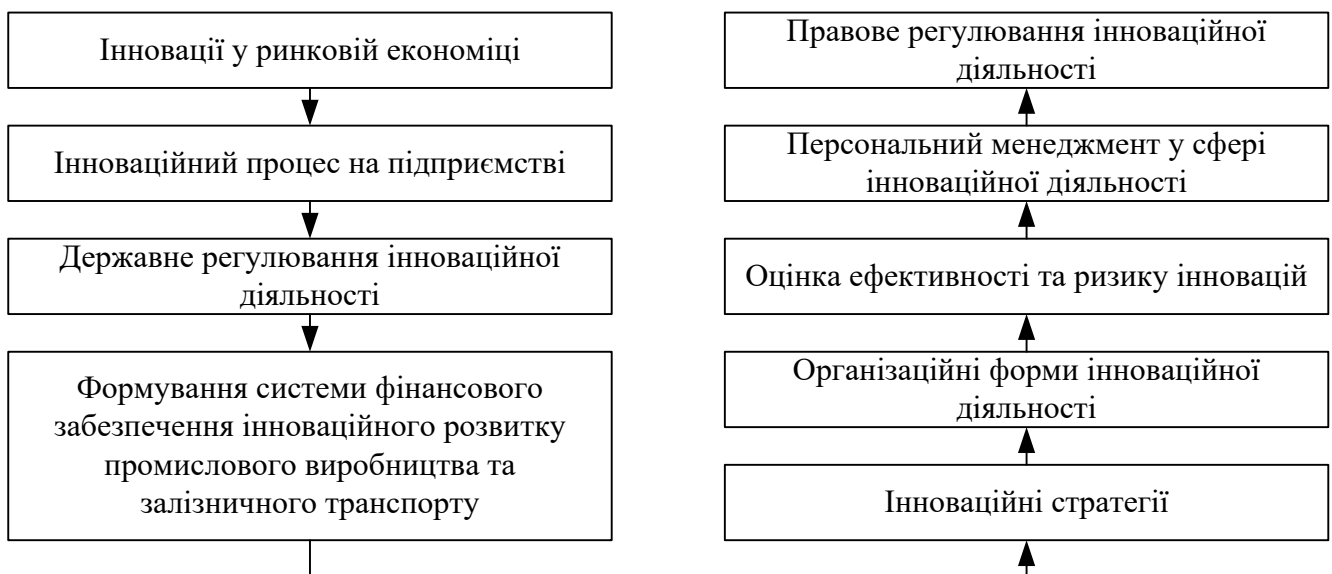 Інновації у ринковій економіці
Інноваційний процес на підприємстві
Державне регулювання інноваційної
діяльності
Формування системи фінансового
забезпечення інноваційного розвитку
промислового виробництва та
залізничного транспорту
Правове регулювання інноваційної
діяльності
Персональний менеджмент у сфері
інноваційної діяльності
Оцінка ефективності та ризику інновацій
Організаційні форми інноваційної
діяльності
Інноваційні стратегії